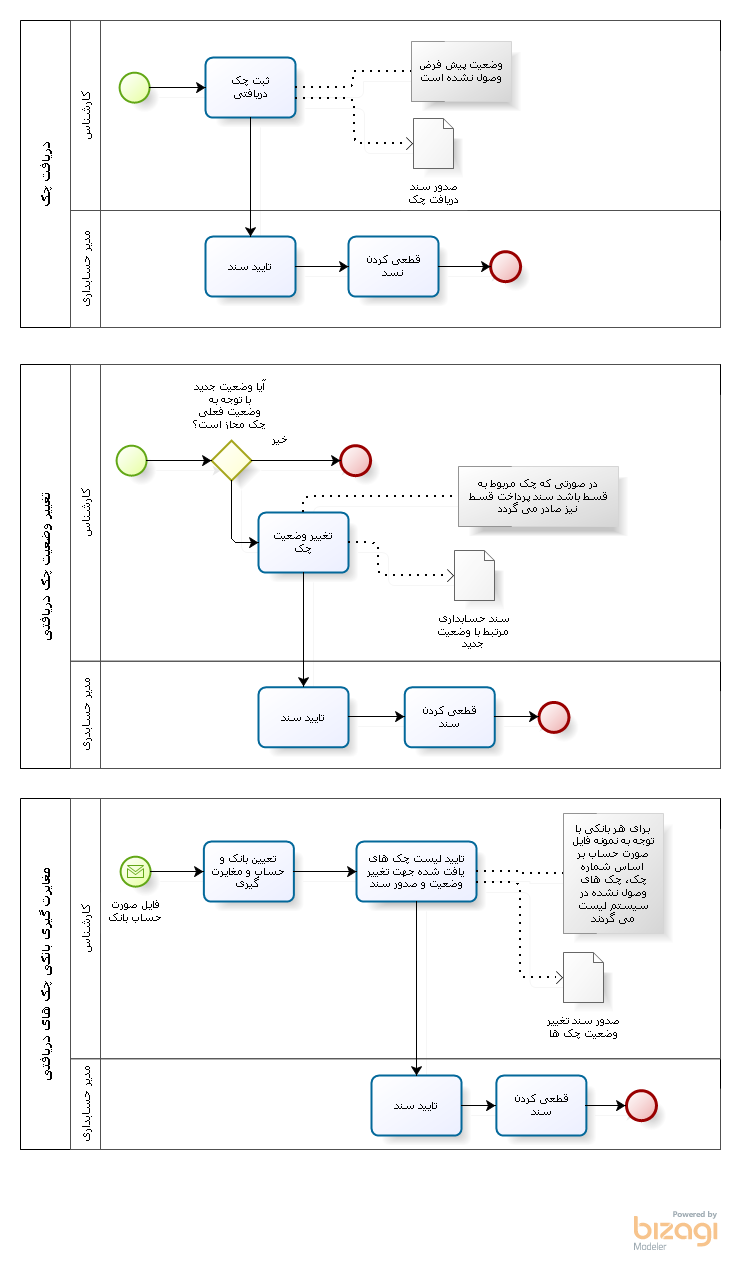 دریافت چک
کارشناس
ثبت چک
دریافتی
وضعیت پیش فرض
وصول نشده است
صدور سند
دریافت چک
مدیر حسابداری
تایید سند
قطعی کردن
نسد
تغییر وضعیت چک دریافتی
کارشناس
آیا وضعیت جدید
با توجه به
وضعیت فعلی
چک مجاز است؟
خیر
در صورتی که چک مربوط به
قسط باشد سند پرداخت قسط
نیز صادر می گردد
تغییر وضعیت
چک
سند حسابداری
مرتبط با وضعیت
جدید
مدیر حسابدری
تایید سند
قطعی کردن
سند
مغایرت گیری بانکی چک های دریافتی
کارشناس
فایل صورت
حساب بانک
تعیین بانک و
حساب و مغایرت
گیری
تایید لیست چک های
یافت شده جهت تغییر
وضعیت و صدور سند
برای هر بانکی با
توجه به نمونه فایل
صورت حساب بر
اساس شماره
چک، چک های
وصول نشده در
سیستم لیست
می گردند
صدور سند تغییر
وضعیت چک ها
مدیر حسابداری
تایید سند
قطعی کردن
سند
Powered by
bizagi
Modeler